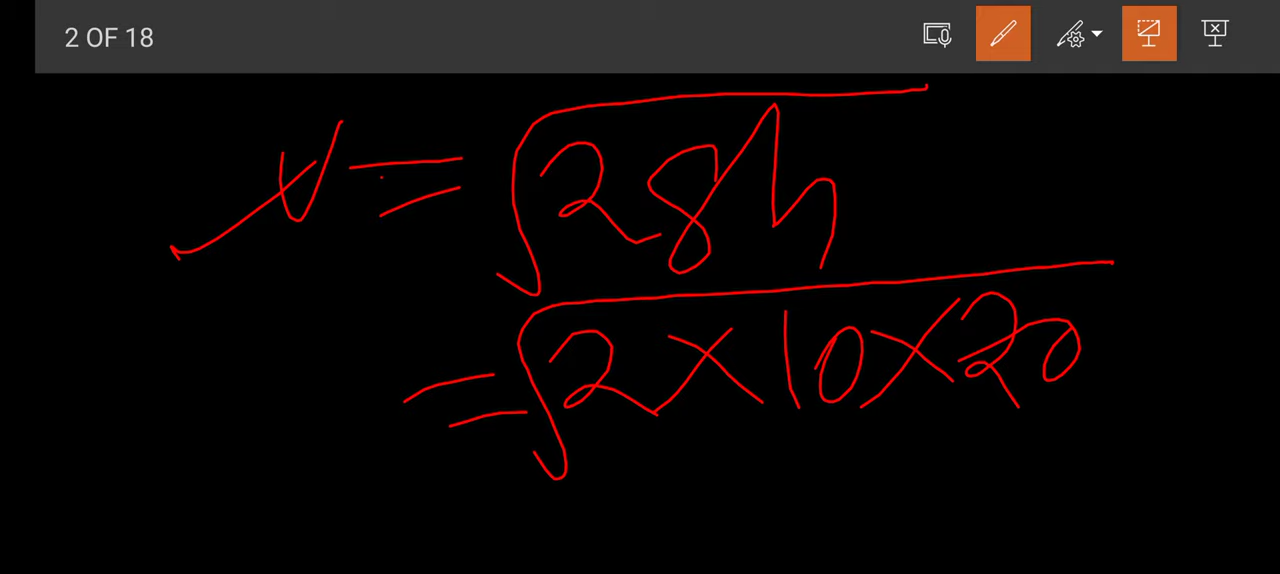 2 OF 18
v = √2gh
= √2×10×20